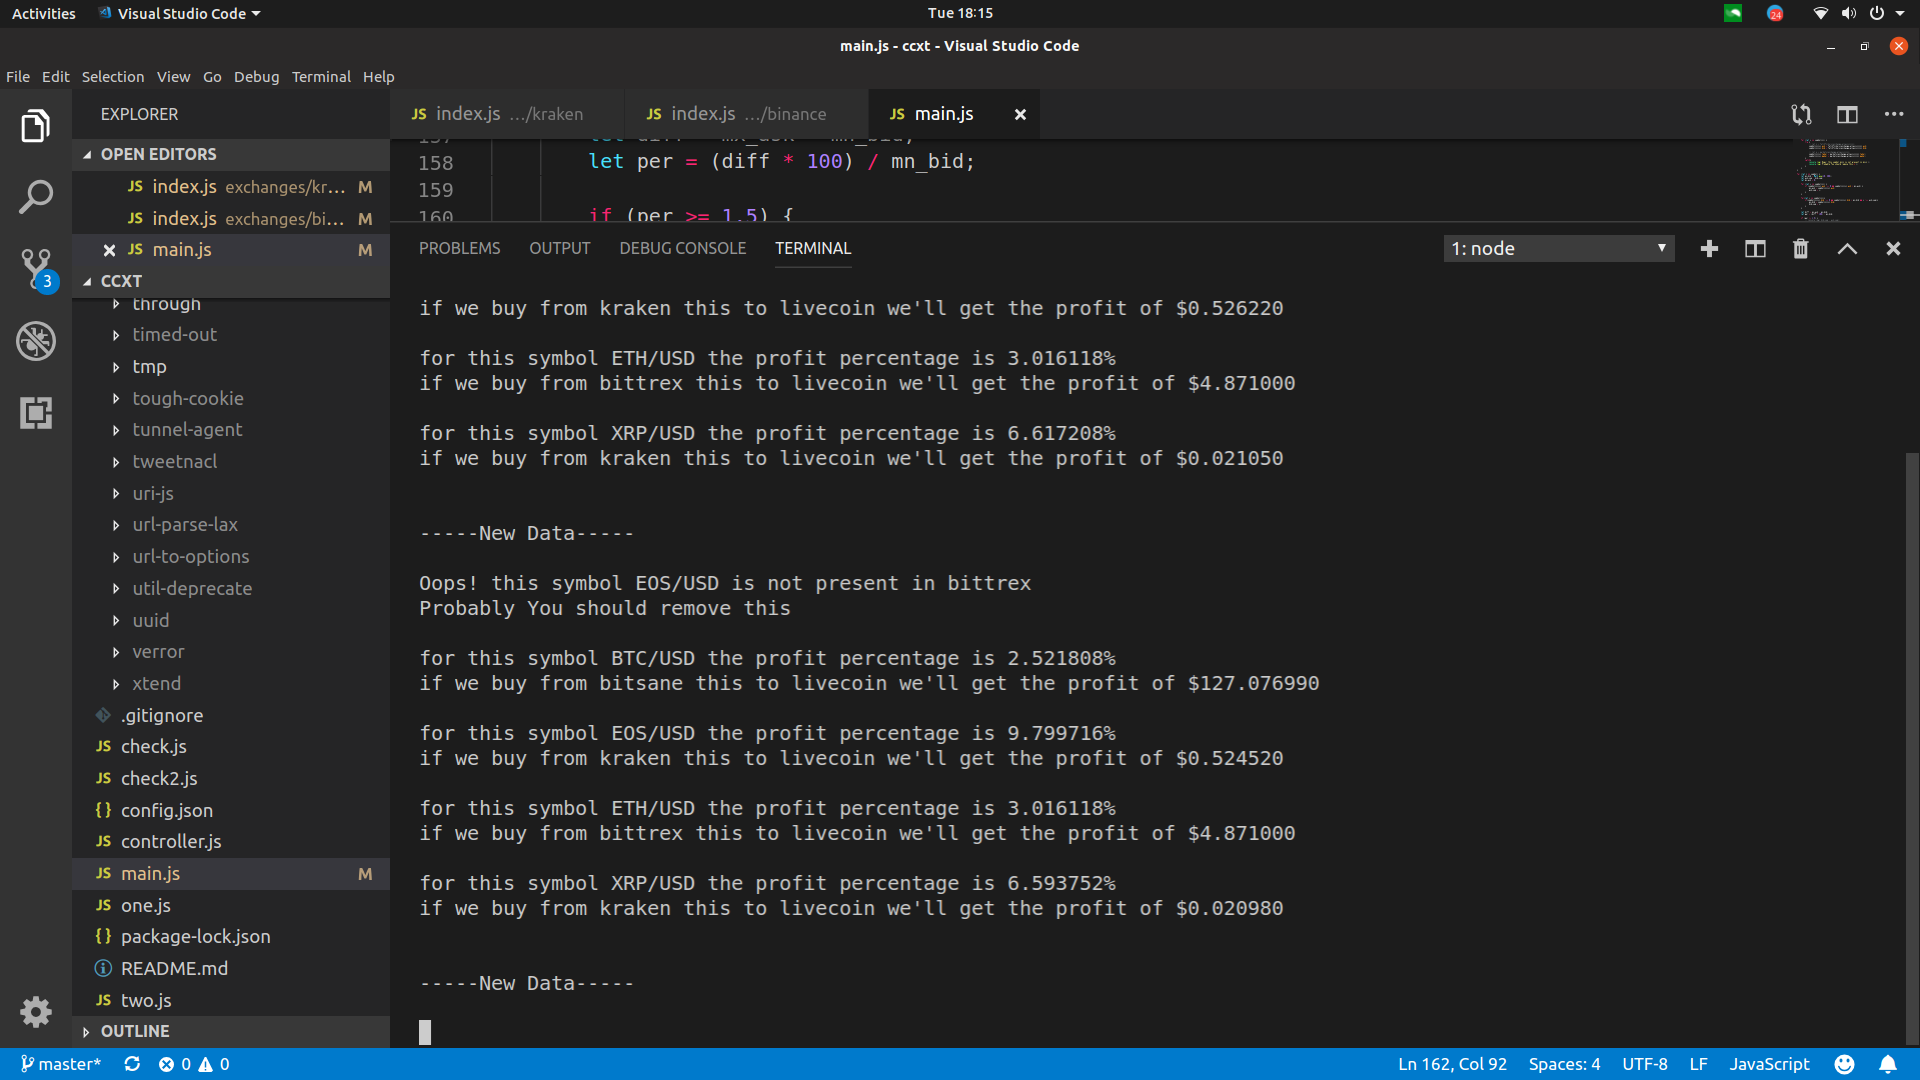 Activities
Visual Studio Code
Tue 18:15
24
main.js - ccxt - Visual Studio Code
File Edit Selection View Go Debug Terminal Help
EXPLORER
OPEN EDITORS
JS index.js exchanges/kr... M
JS index.js exchanges/bi... M
JS main.js M
CCXT
3
through
timed-out
tmp
tough-cookie
tunnel-agent
tweetnacl
uri-js
url-parse-lax
url-to-options
util-deprecate
uuid
verror
xtend
.gitignore
JS check.js
JS check2.js
{} config.json
JS controller.js
JS main.js M
JS one.js
{} package-lock.json
README.md
JS two.js
OUTLINE
JS index.js .../kraken
JS index.js .../binance
JS main.js
157 let diff = mx_ask - mn_bid;
158 let per = (diff * 100) / mn_bid;
159
160 if (per >= 1.5) {
PROBLEMS OUTPUT DEBUG CONSOLE TERMINAL
1: node
if we buy from kraken this to livecoin we'll get the profit of $0.526220
for this symbol ETH/USD the profit percentage is 3.016118%
if we buy from bittrex this to livecoin we'll get the profit of $4.871000
for this symbol XRP/USD the profit percentage is 6.617208%
if we buy from kraken this to livecoin we'll get the profit of $0.021050
-----New Data-----
Oops! this symbol EOS/USD is not present in bittrex
Probably You should remove this
for this symbol BTC/USD the profit percentage is 2.521808%
if we buy from bitsane this to livecoin we'll get the profit of $127.076990
for this symbol EOS/USD the profit percentage is 9.799716%
if we buy from kraken this to livecoin we'll get the profit of $0.524520
for this symbol ETH/USD the profit percentage is 3.016118%
if we buy from bittrex this to livecoin we'll get the profit of $4.871000
for this symbol XRP/USD the profit percentage is 6.593752%
if we buy from kraken this to livecoin we'll get the profit of $0.020980
-----New Data-----
master* 0 0
Ln 162, Col 92 Spaces: 4 UTF-8 LF JavaScript